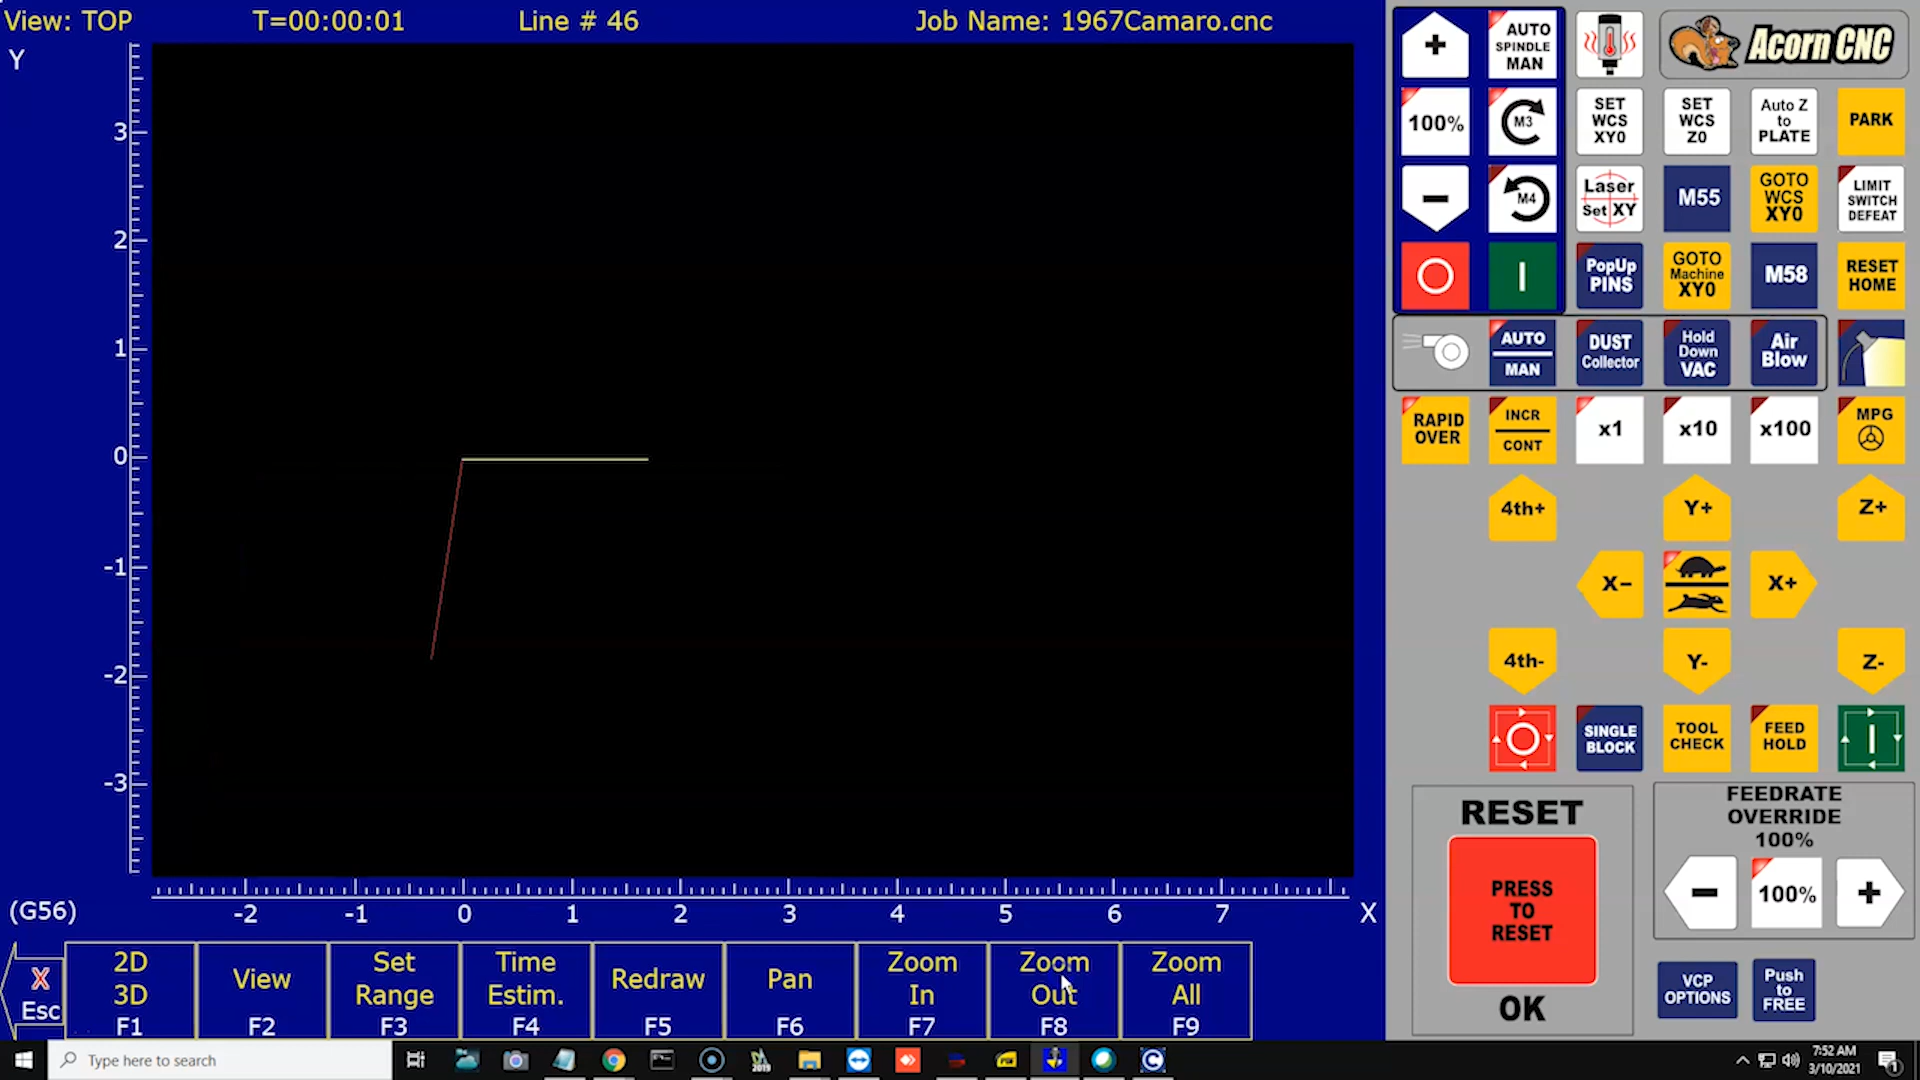 View: TOP T=00:00:01 Line # 46 Job Name: 1967Camaro.cnc
Y
3
2
1
0
-1
-2
-3
(G56)
-2 -1 0 1 2 3 4 5 6 7 X
X
Esc
2D
3D
F1
View
F2
Set
Range
F3
Time
Estim.
F4
Redraw
F5
Pan
F6
Zoom
In
F7
Zoom
Out
F8
Zoom
All
F9
+
AUTO
SPINDLE
MAN
Acorn CNC
100%
M3
SET
WCS
XY0
SET
WCS
Z0
Auto Z
to
PLATE
PARK
−
M4
Laser
Set XY
M55
GOTO
WCS
XY0
LIMIT
SWITCH
DEFEAT
PopUp
PINS
GOTO
Machine
XY0
M58
RESET
HOME
AUTO
MAN
DUST
Collector
Hold
Down
VAC
Air
Blow
RAPID
OVER
INCR
CONT
x1
x10
x100
MPG
4th+
Y+
Z+
X−
X+
4th-
Y-
Z-
SINGLE
BLOCK
TOOL
CHECK
FEED
HOLD
RESET
PRESS
TO
RESET
OK
FEEDRATE
OVERRIDE
100%
−
100%
+
VCP
OPTIONS
Push
to
FREE
Type here to search
2019
7:52 AM
3/10/2021
1